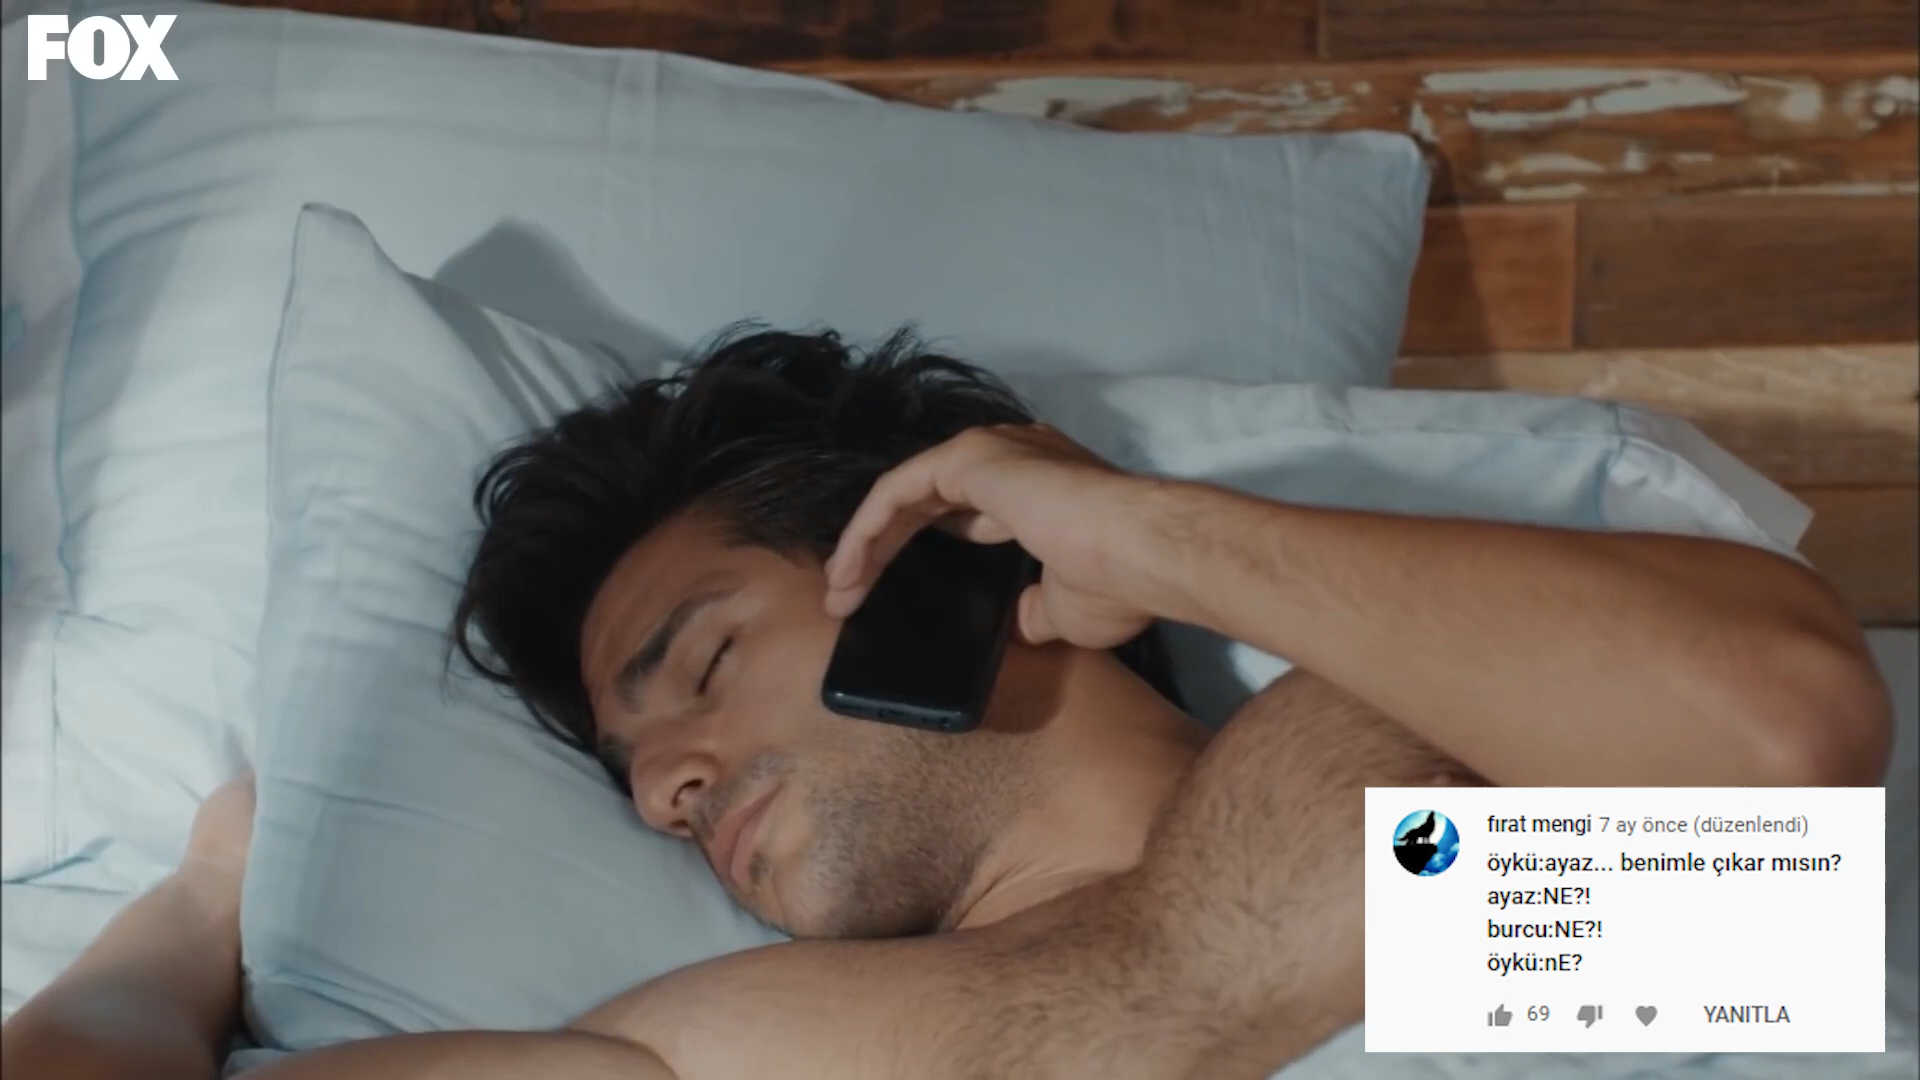 FOX
fırat mengi 7 ay önce (düzenlendi)
öykü:ayaz... benimle çıkar mısın?
ayaz:NE?!
burcu:NE?!
öykü:nE?
69 YANITLA